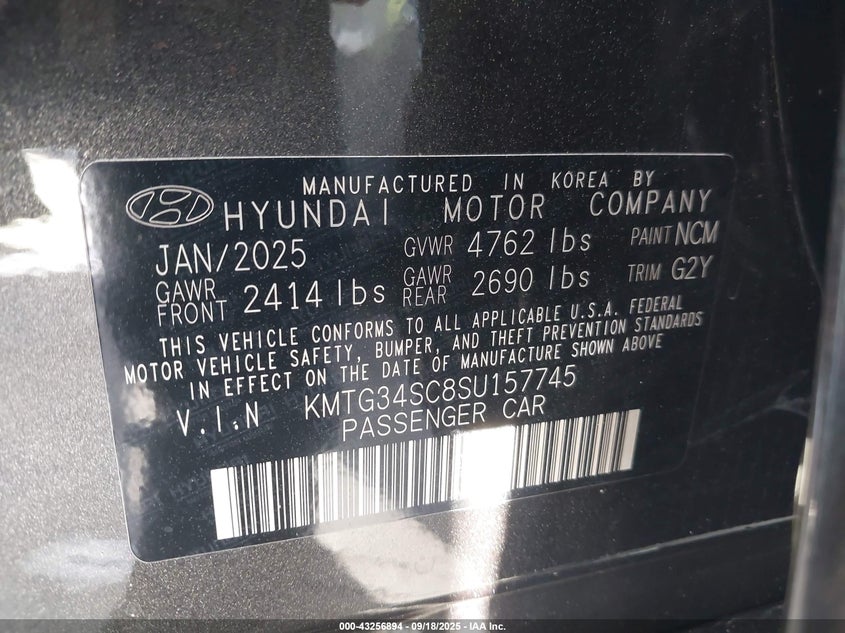 MANUFACTURED IN KOREA BY
HYUNDAI MOTOR COMPANY
JAN/2025 GVWR 4762 lbs PAINT NCM
GAWR FRONT 2414 lbs GAWR REAR 2690 lbs TRIM G2Y
THIS VEHICLE CONFORMS TO ALL APPLICABLE U.S.A. FEDERAL
MOTOR VEHICLE SAFETY, BUMPER, AND THEFT PREVENTION STANDARDS
IN EFFECT ON THE DATE OF MANUFACTURE SHOWN ABOVE
V.I.N KMTG34SC8SU157745
PASSENGER CAR
000-43256894 - 09/18/2025 - IAA Inc.